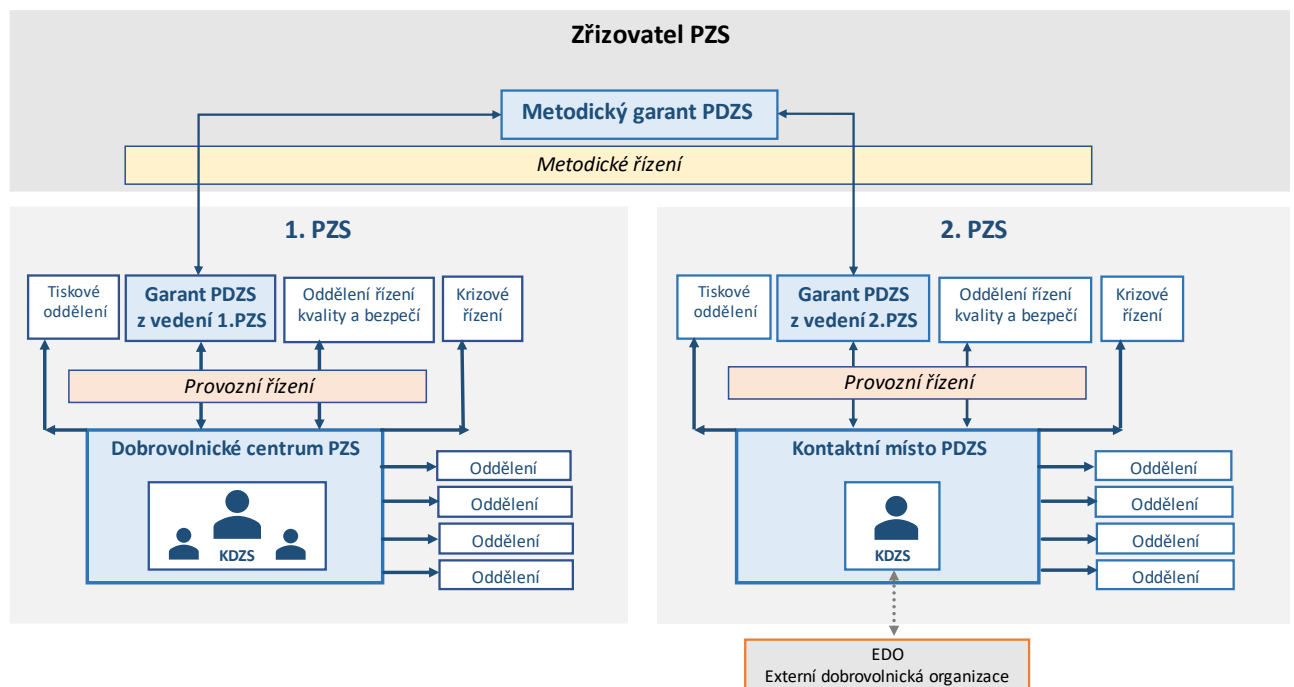 Zřizovatel PZS
Metodický garant PDZS
Metodické řízení
1. PZS
Tiskové
oddělení
Garant PDZS
z vedení 1.PZS
Oddělení řízení
kvality a bezpečí
Krizové
řízení
Provozní řízení
Dobrovolnické centrum PZS
KDZS
Oddělení
Oddělení
Oddělení
Oddělení
2. PZS
Tiskové
oddělení
Garant PDZS
z vedení 2.PZS
Oddělení řízení
kvality a bezpečí
Krizové
řízení
Provozní řízení
Kontaktní místo PDZS
KDZS
Oddělení
Oddělení
Oddělení
Oddělení
EDO
Externí dobrovolnická organizace